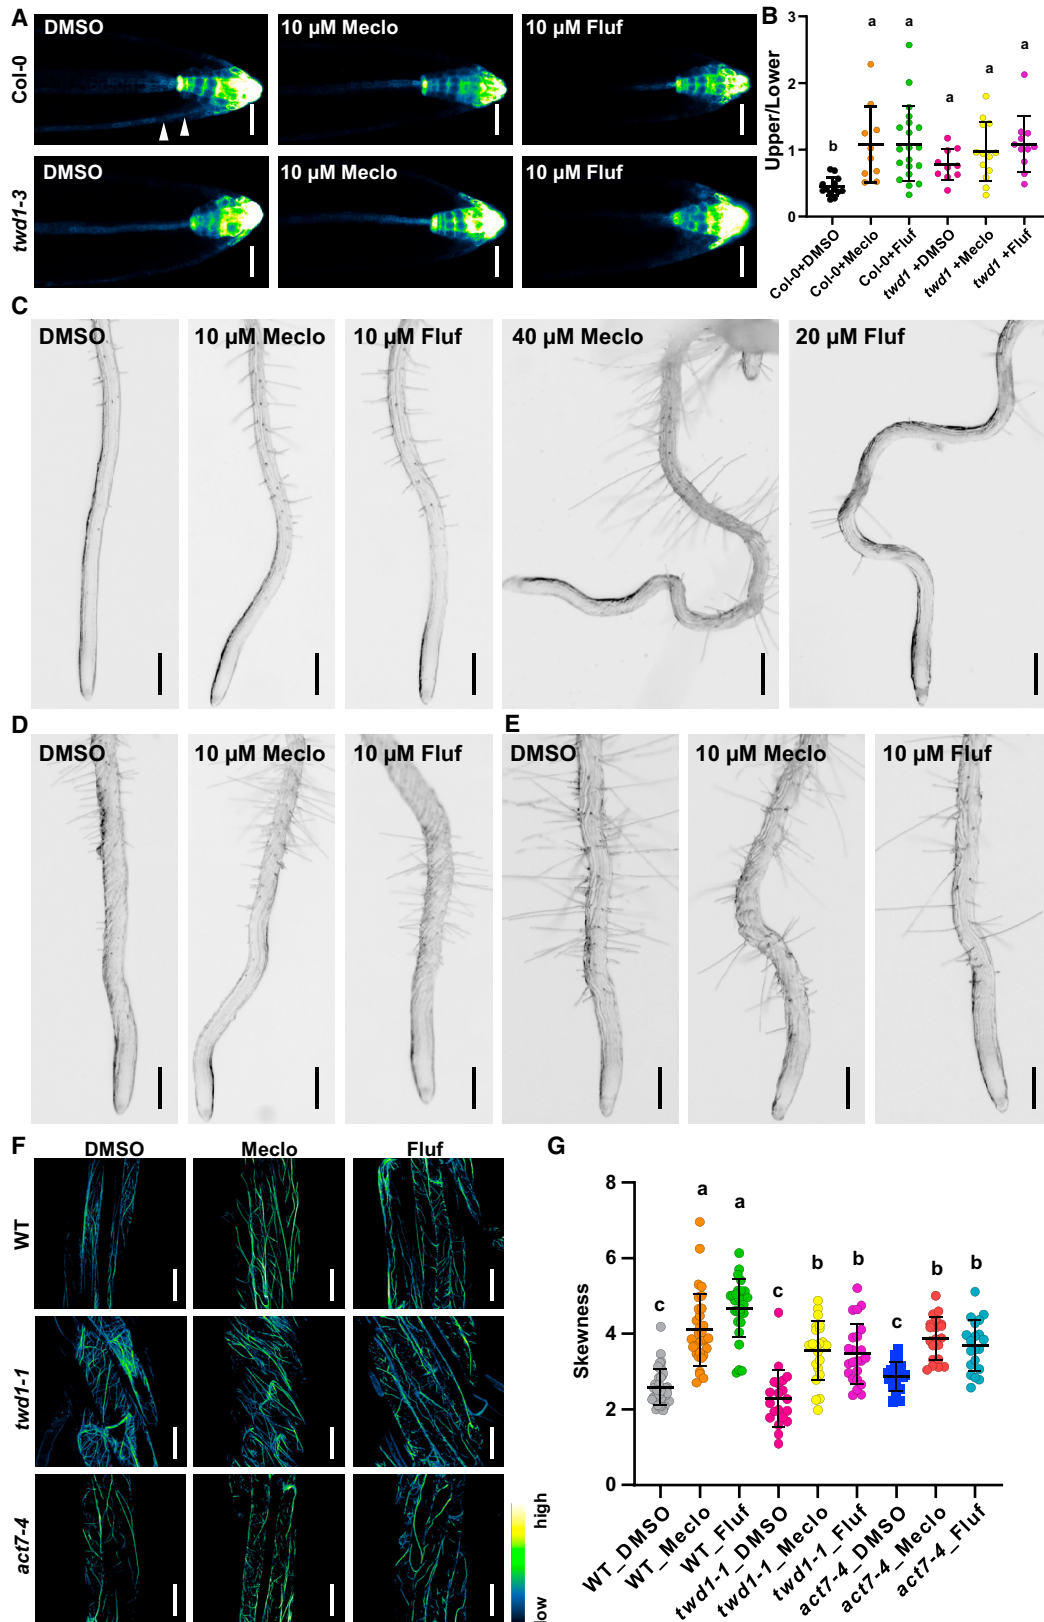 A
DMSO
10 µM Meclo
10 µM Fluf
Col-0
DMSO
10 µM Meclo
10 µM Fluf
twd1-3
B
Upper/Lower
3
2
1
0
b
a
a
a
a
a
Col-0+DMSO
Col-0+Meclo
Col-0+Fluf
twd1 +DMSO
twd1 +Meclo
twd1 +Fluf
C
DMSO
10 µM Meclo
10 µM Fluf
40 µM Meclo
20 µM Fluf
D
DMSO
10 µM Meclo
10 µM Fluf
E
DMSO
10 µM Meclo
10 µM Fluf
F
DMSO
Meclo
Fluf
WT
twd1-1
act7-4
high
low
G
Skewness
8
6
4
2
0
c
a
a
c
b
b
c
b
b
WT_DMSO
WT_Meclo
WT_Fluf
twd1-1_DMSO
twd1-1_Meclo
twd1-1_Fluf
act7-4_DMSO
act7-4_Meclo
act7-4_Fluf